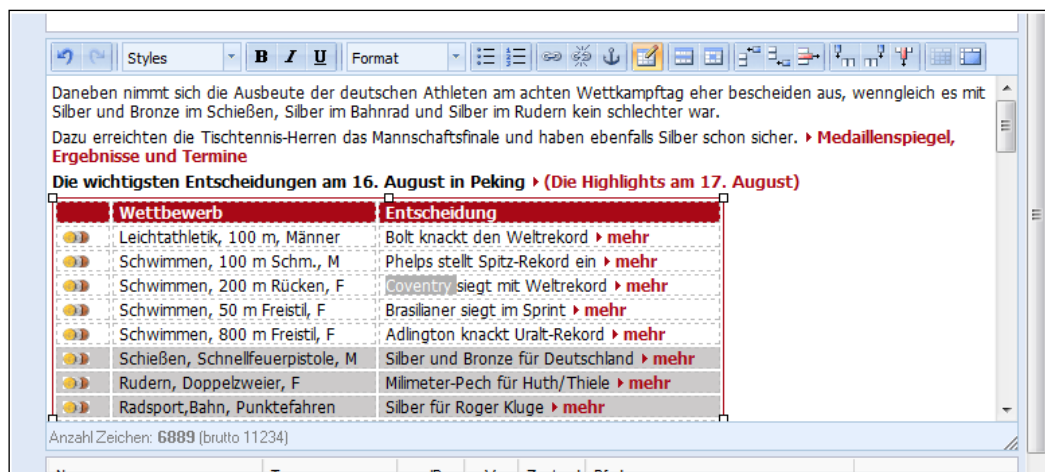 Styles B I U Format
Daneben nimmt sich die Ausbeute der deutschen Athleten am achten Wettkampftag eher bescheiden aus, wenngleich es mit
Silber und Bronze im Schießen, Silber im Bahnrad und Silber im Rudern kein schlechter war.
Dazu erreichten die Tischtennis-Herren das Mannschaftsfinale und haben ebenfalls Silber schon sicher. Medaillenspiegel,
Ergebnisse und Termine
Die wichtigsten Entscheidungen am 16. August in Peking (Die Highlights am 17. August)
Wettbewerb Entscheidung
Leichtathletik, 100 m, Männer Bolt knackt den Weltrekord mehr
Schwimmen, 100 m Schm., M Phelps stellt Spitz-Rekord ein mehr
Schwimmen, 200 m Rücken, F Coventry siegt mit Weltrekord mehr
Schwimmen, 50 m Freistil, F Brasilianer siegt im Sprint mehr
Schwimmen, 800 m Freistil, F Adlington knackt Uralt-Rekord mehr
Schießen, Schnellfeuerpistole, M Silber und Bronze für Deutschland mehr
Rudern, Doppelzweier, F Milimeter-Pech für Huth/Thiele mehr
Radsport,Bahn, Punktefahren Silber für Roger Kluge mehr
Anzahl Zeichen: 6889 (brutto 11234)